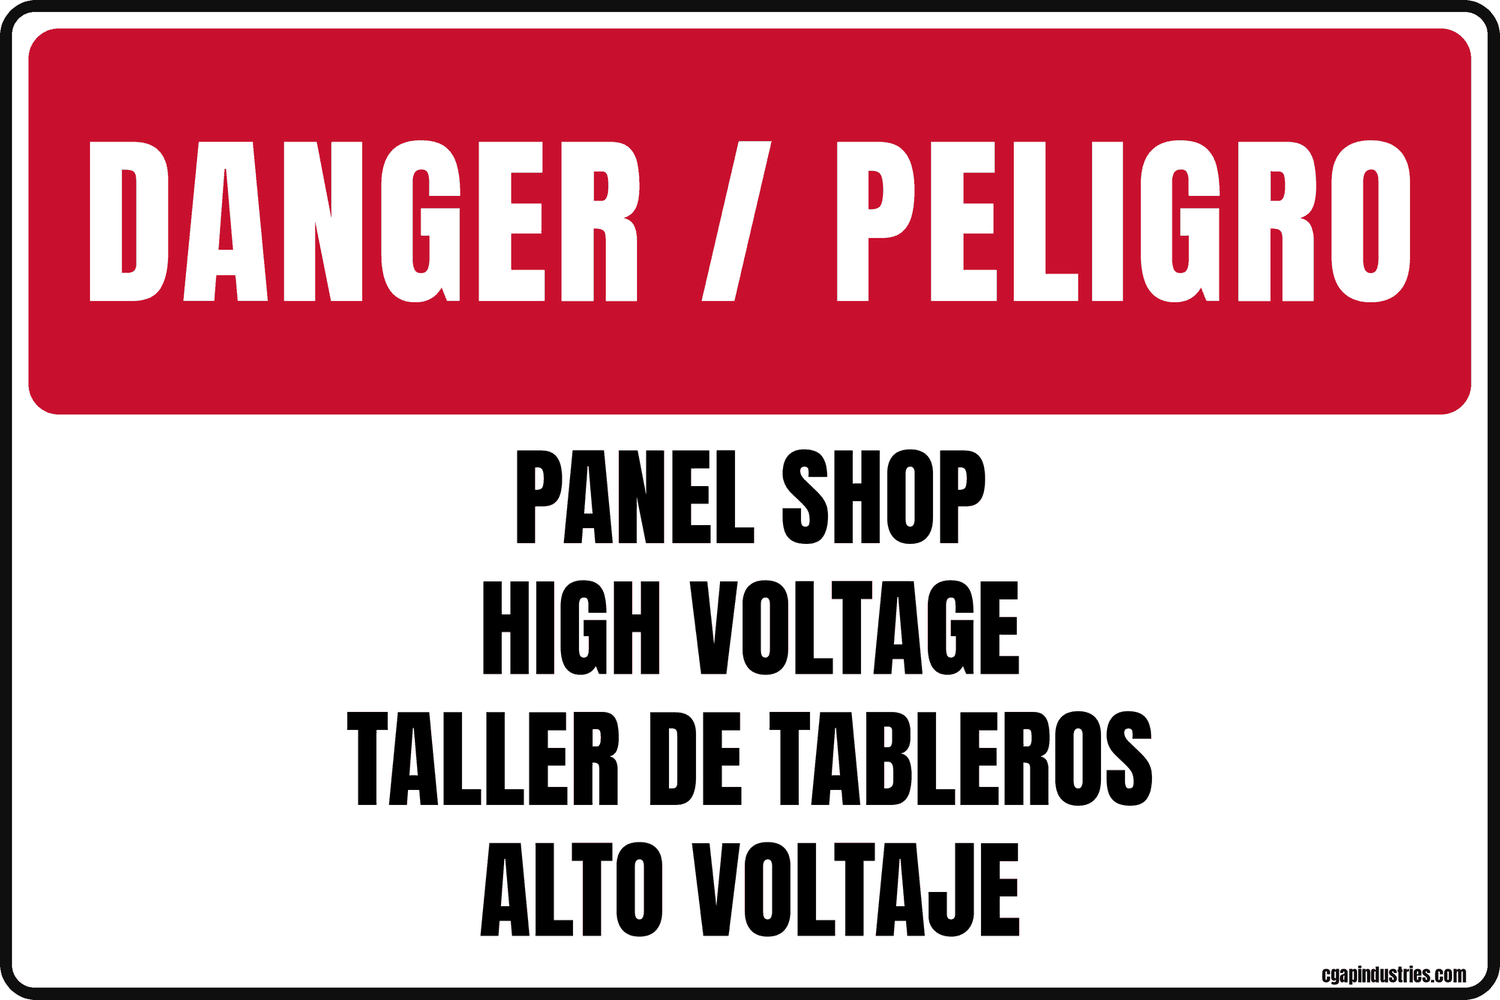 DANGER / PELIGRO
PANEL SHOP
HIGH VOLTAGE
TALLER DE TABLEROS
ALTO VOLTAJE
cgapindustries.com